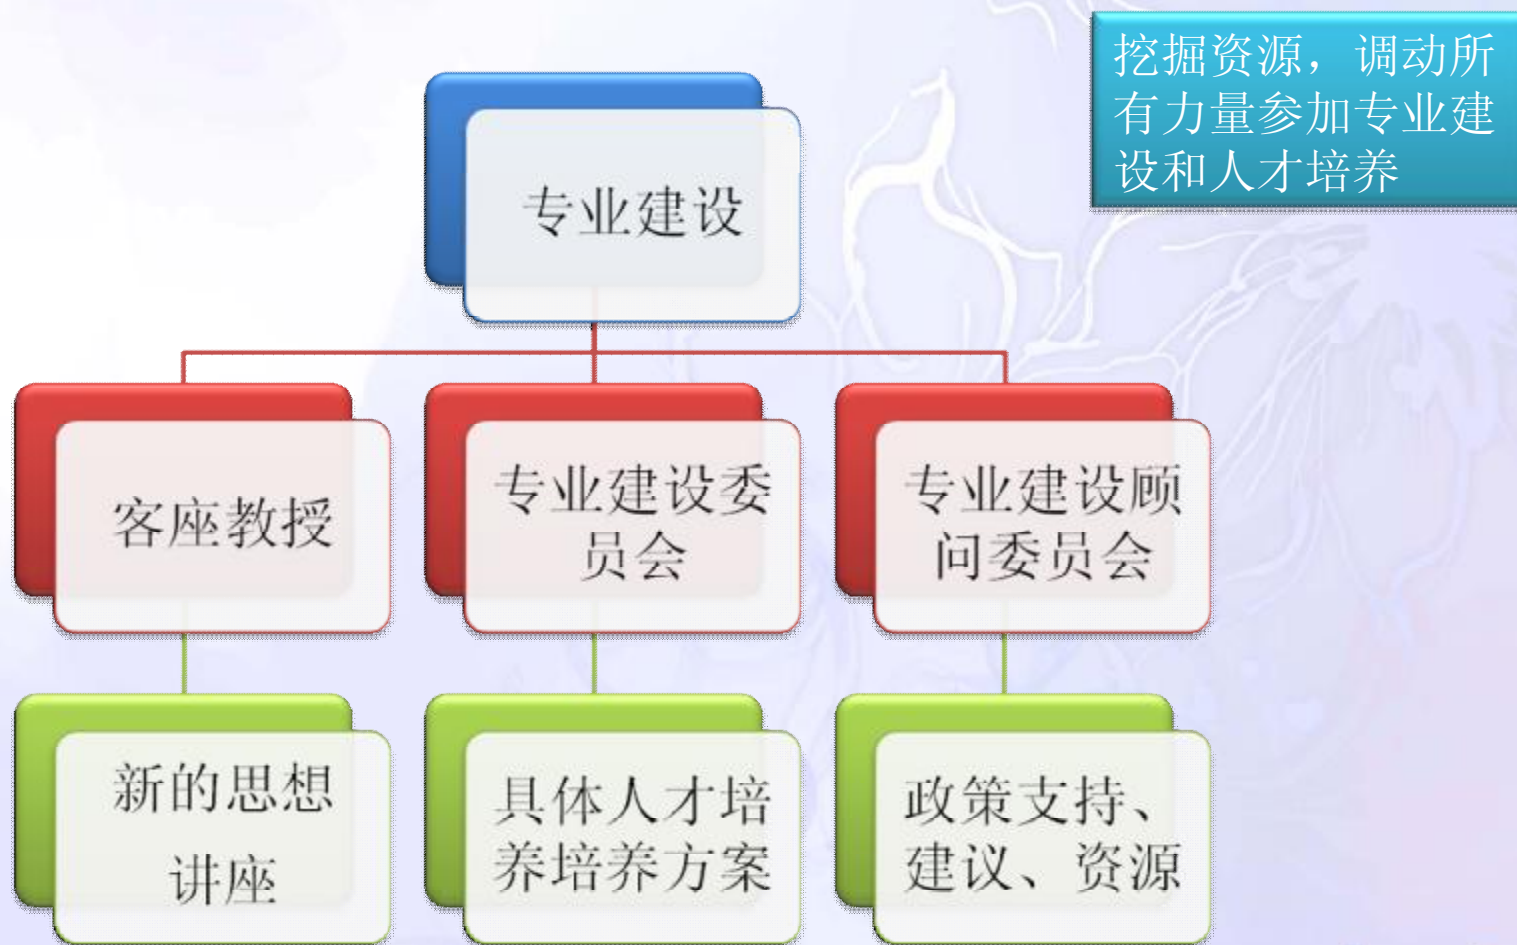 挖掘资源，调动所
有力量参加专业建
设和人才培养
专业建设
客座教授
专业建设委
员会
专业建设顾
问委员会
新的思想
讲座
具体人才培
养培养方案
政策支持、
建议、资源